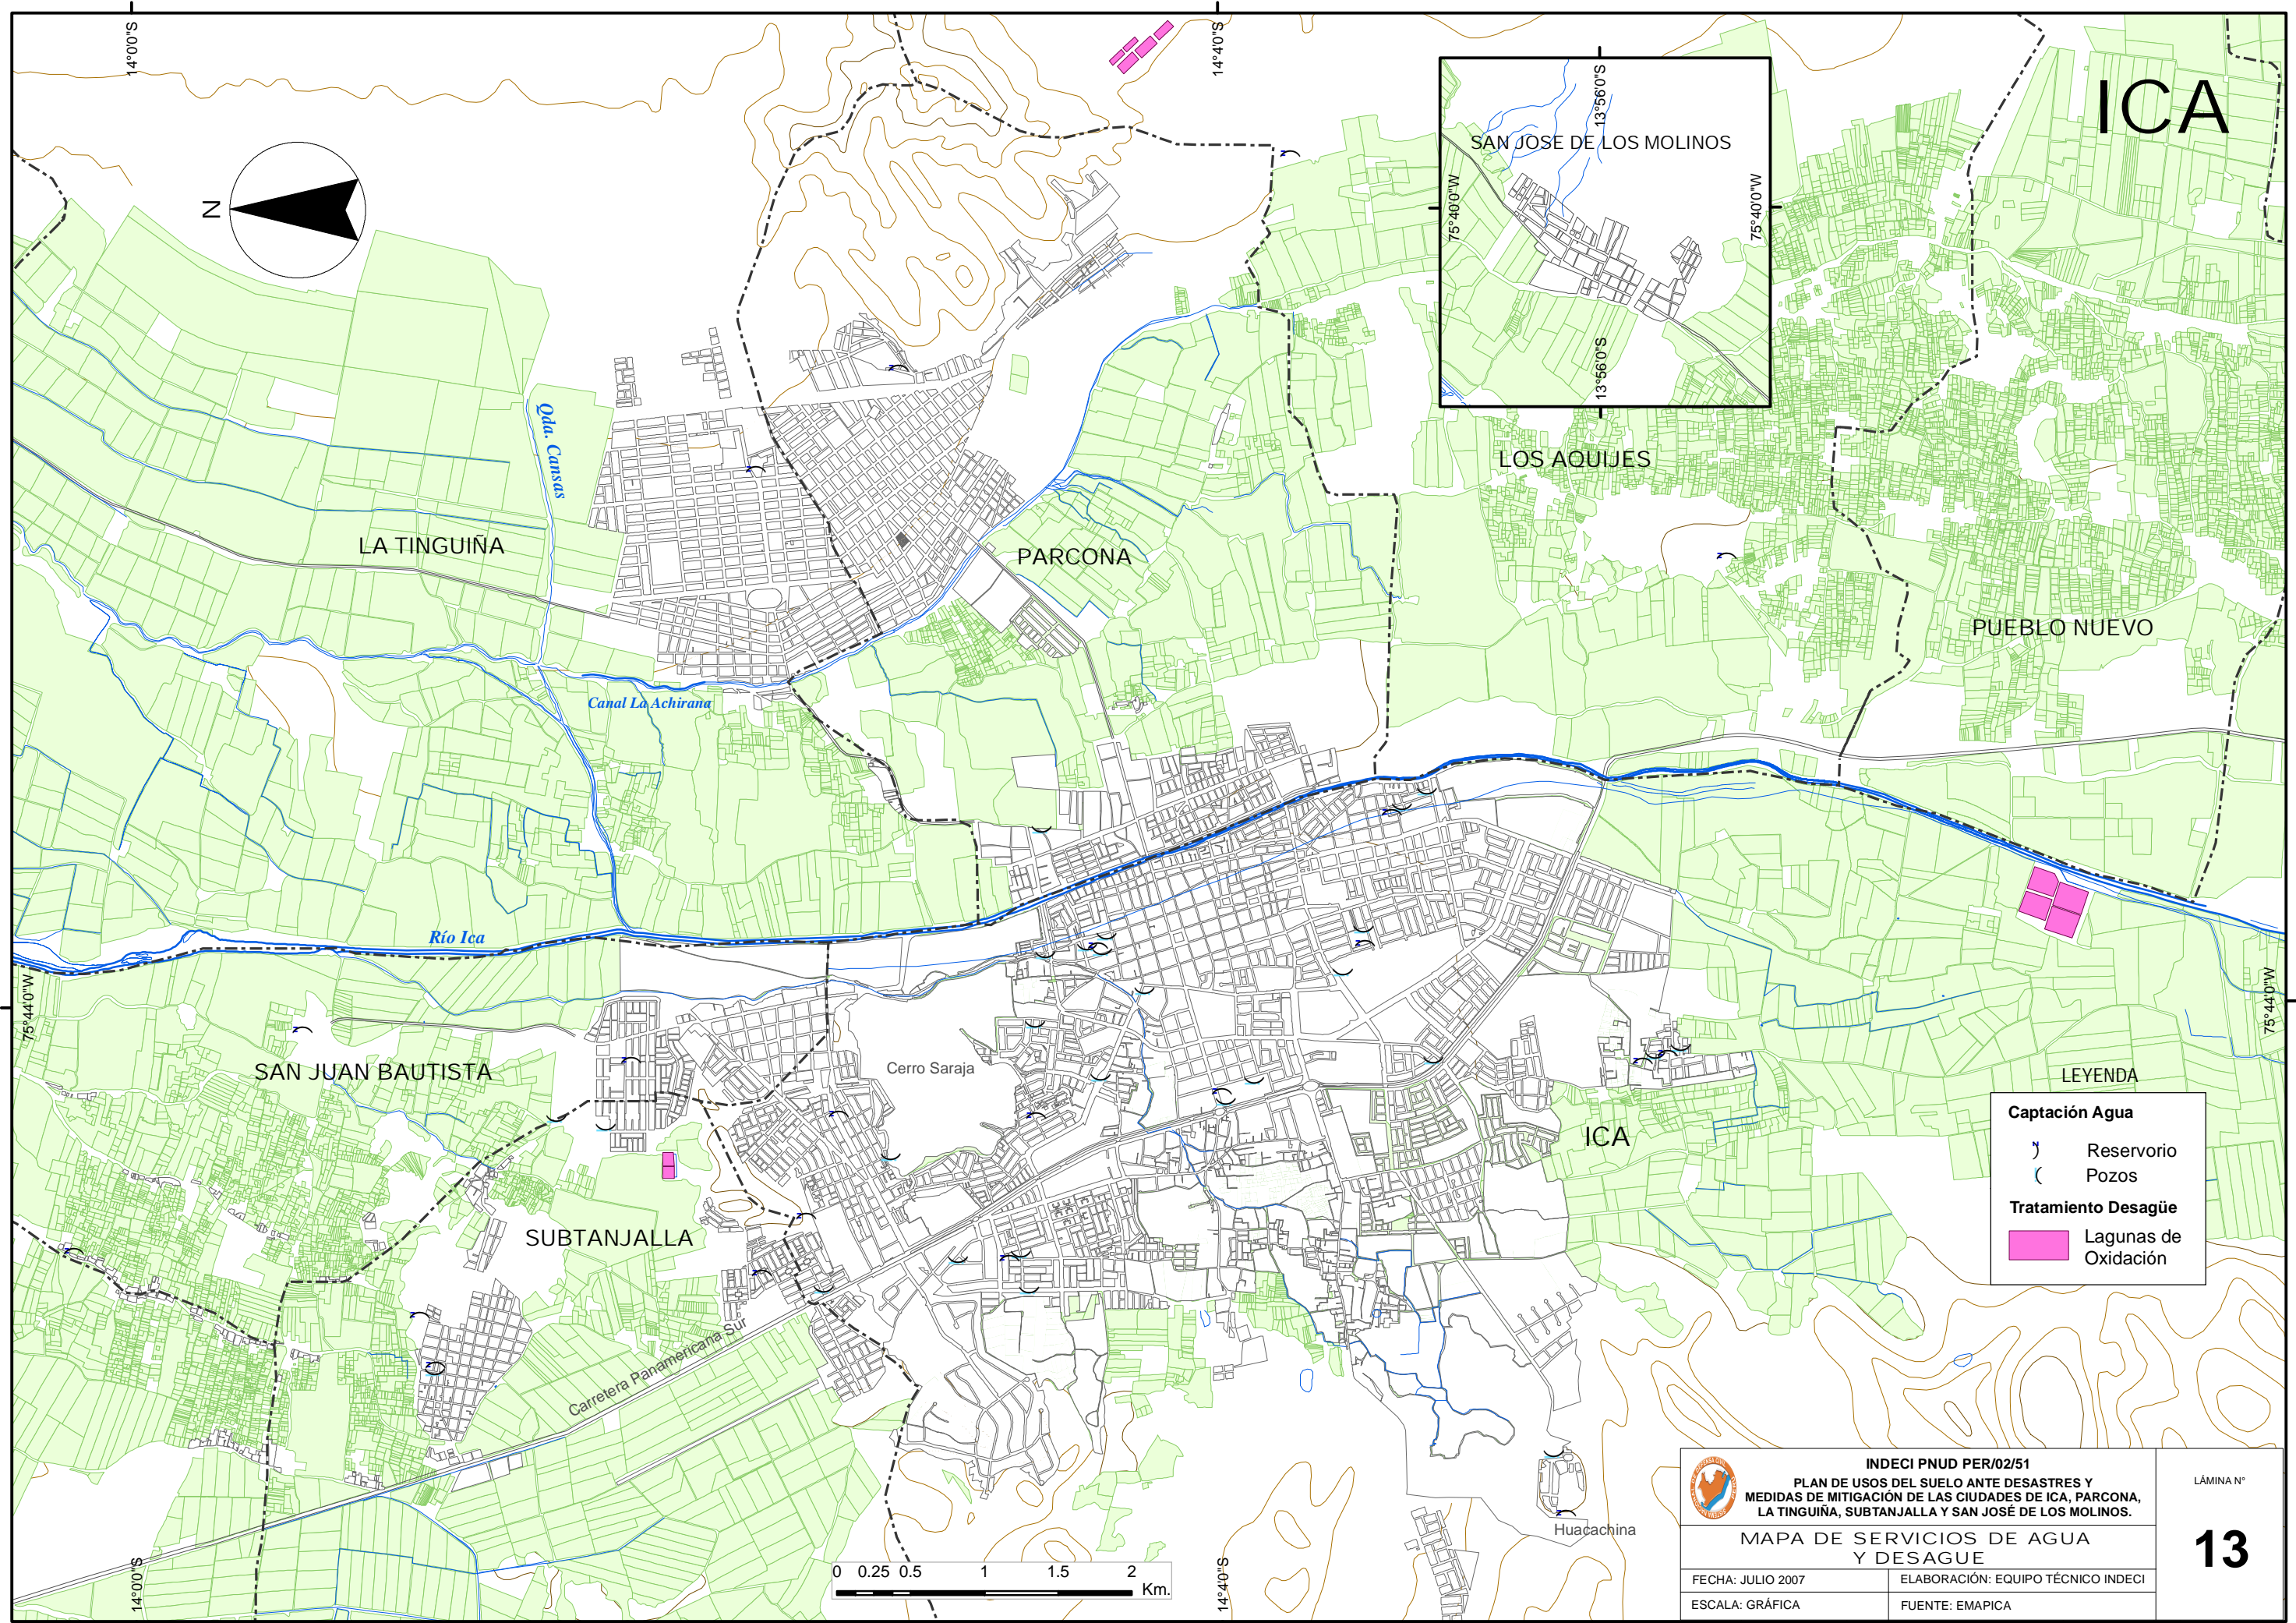 14°0'0"S
14°4'0"S
ICA
13°56'0"S
SAN JOSE DE LOS MOLINOS
75°40'0"W
75°40'0"W
13°56'0"S
N
Qda. Cansas
LOS AQUIJES
LA TINGUIÑA
PARCONA
PUEBLO NUEVO
Canal La Achirana
Río Ica
75°44'0"W
75°44'0"W
SAN JUAN BAUTISTA
Cerro Saraja
ICA
SUBTANJALLA
Carretera Panamericana Sur
Huacachina
LEYENDA
Captación Agua
Reservorio
Pozos
Tratamiento Desagüe
Lagunas de
Oxidación
14°0'0"S
0 0.25 0.5 1 1.5 2
Km.
14°4'0"S
INDECI PNUD PER/02/51
PLAN DE USOS DEL SUELO ANTE DESASTRES Y
MEDIDAS DE MITIGACIÓN DE LAS CIUDADES DE ICA, PARCONA,
LA TINGUIÑA, SUBTANJALLA Y SAN JOSÉ DE LOS MOLINOS.
MAPA DE SERVICIOS DE AGUA
Y DESAGUE
FECHA: JULIO 2007
ELABORACIÓN: EQUIPO TÉCNICO INDECI
ESCALA: GRÁFICA
FUENTE: EMAPICA
LÁMINA N°
13